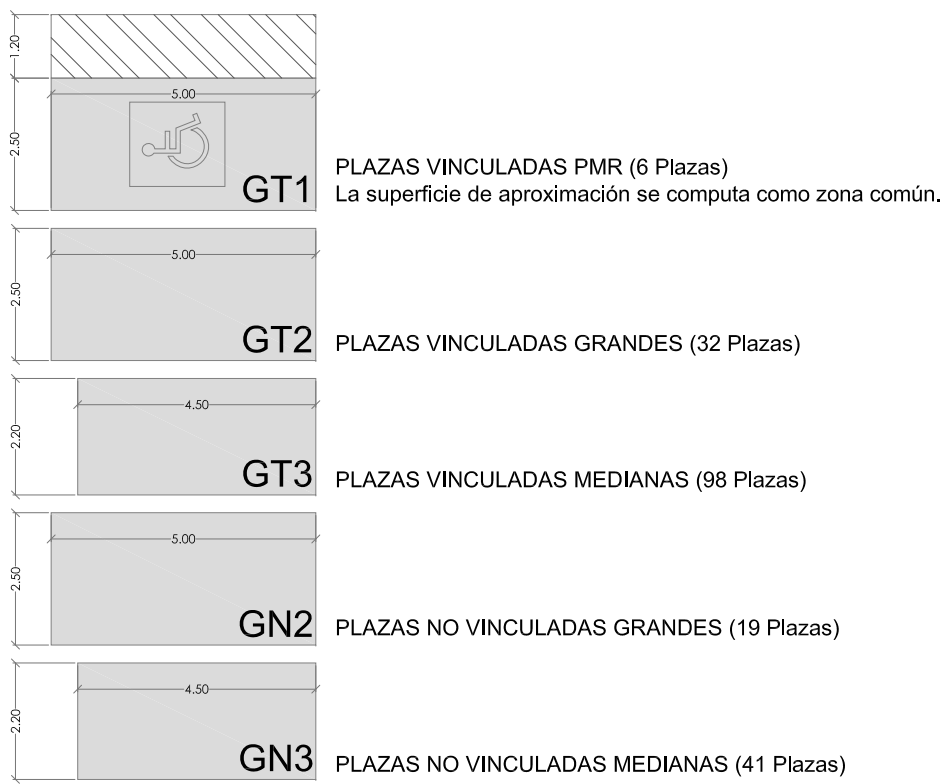 1.20
5.00
2.50
GT1
PLAZAS VINCULADAS PMR (6 Plazas)
La superficie de aproximación se computa como zona común.
5.00
2.50
GT2
PLAZAS VINCULADAS GRANDES (32 Plazas)
4.50
2.20
GT3
PLAZAS VINCULADAS MEDIANAS (98 Plazas)
5.00
2.50
GN2
PLAZAS NO VINCULADAS GRANDES (19 Plazas)
4.50
2.20
GN3
PLAZAS NO VINCULADAS MEDIANAS (41 Plazas)